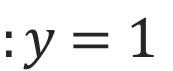 :y = 1